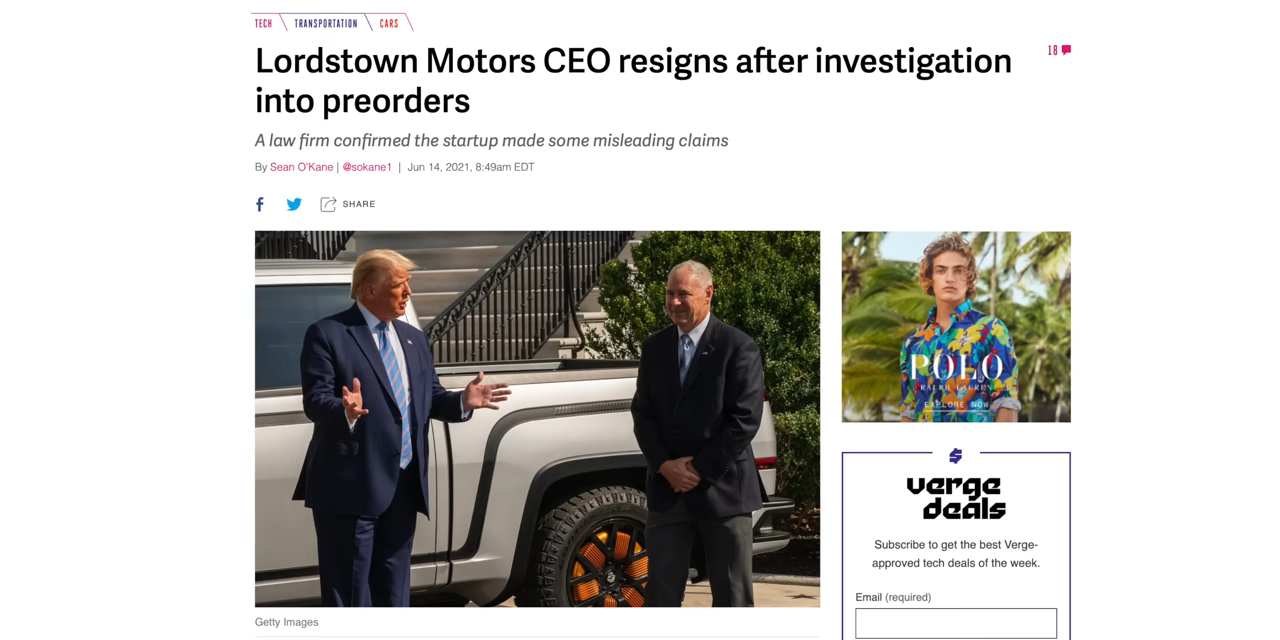 TECH TRANSPORTATION CARS
Lordstown Motors CEO resigns after investigation
into preorders
18
A law firm confirmed the startup made some misleading claims
By Sean O'Kane | @sokane1 | Jun 14, 2021, 8:49am EDT
SHARE
POLO
RALPH LAUREN
EXPLORE NOW
verge
deals
Subscribe to get the best Verge-
approved tech deals of the week.
Email (required)
Getty Images